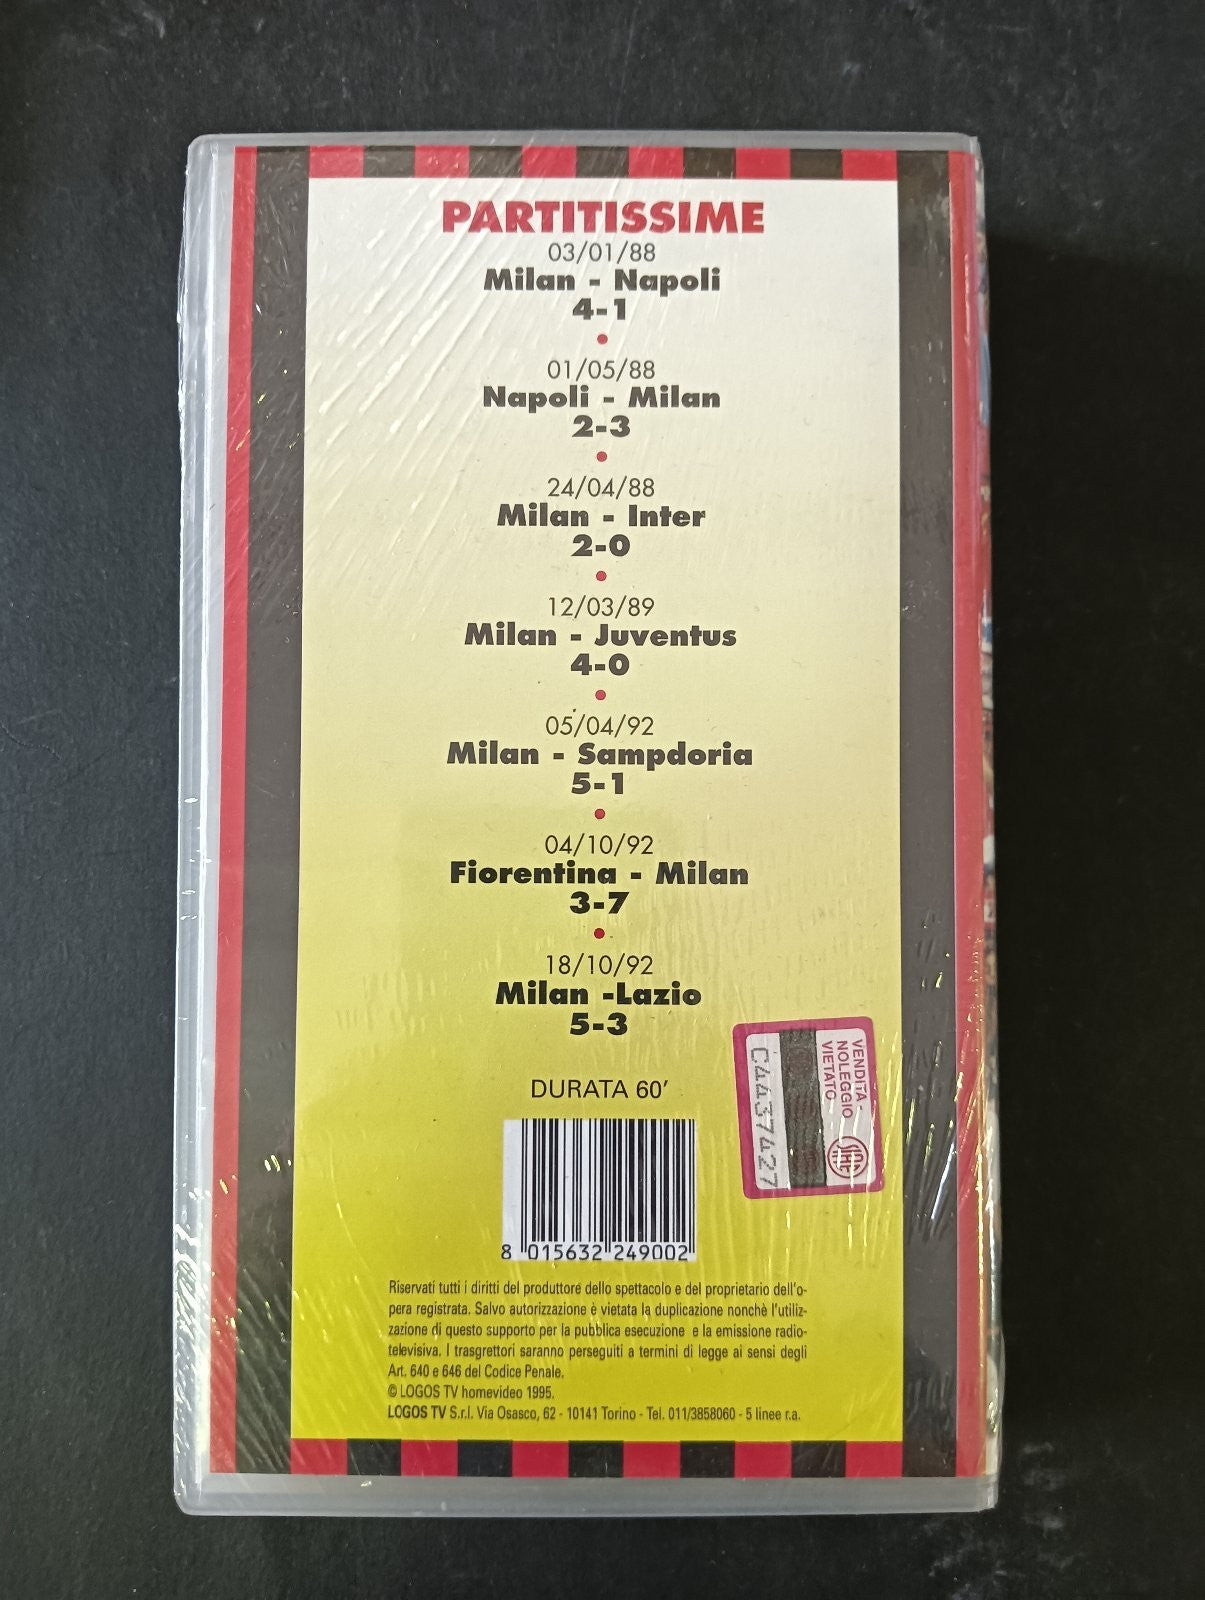 PARTITISSIME
03/01/88
Milan - Napoli
4-1
01/05/88
Napoli - Milan
2-3
24/04/88
Milan - Inter
2-0
12/03/89
Milan - Juventus
4-0
05/04/92
Milan - Sampdoria
5-1
04/10/92
Fiorentina - Milan
3-7
18/10/92
Milan -Lazio
5-3
DURATA 60’
VENDITA -
NOLEGGIO
VIETATO
SIAE
C4437427
8 015632 249002
Riservati tutti i diritti del produttore dello spettacolo e del proprietario dell’o-
pera registrata. Salvo autorizzazione è vietata la duplicazione nonchè l’utiliz-
zazione di questo supporto per la pubblica esecuzione e la emissione radio-
televisiva. I trasgrettori saranno perseguiti a termini di legge ai sensi degli
Art. 640 e 646 del Codice Penale.
© LOGOS TV homevideo 1995.
LOGOS TV S.r.l. Via Osasco, 62 - 10141 Torino - Tel. 011/3858060 - 5 linee r.a.